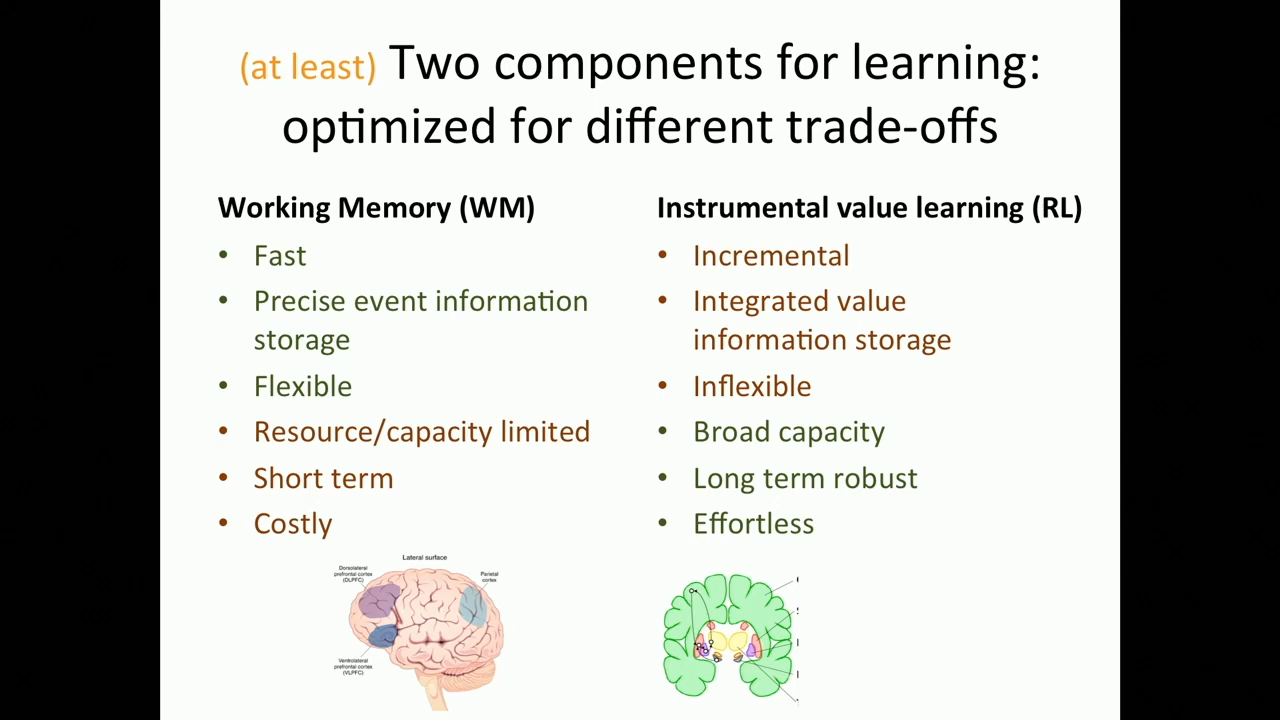 (at least) Two components for learning:
optimized for different trade-offs
Working Memory (WM)
• Fast
• Precise event information
storage
• Flexible
• Resource/capacity limited
• Short term
• Costly
Instrumental value learning (RL)
• Incremental
• Integrated value
information storage
• Inflexible
• Broad capacity
• Long term robust
• Effortless
Lateral surface
Dorsolateral
prefrontal cortex
(DLPFC)
Parietal
cortex
Ventrolateral
prefrontal cortex
(VLPFC)